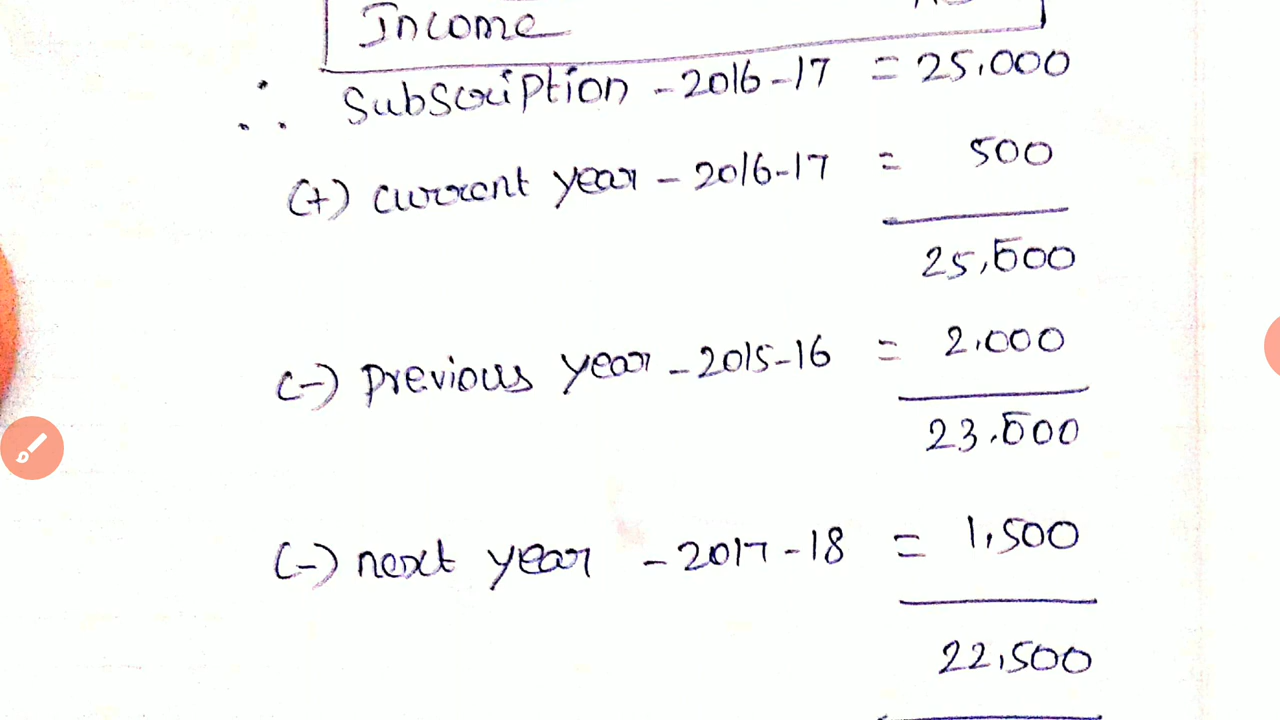 Income
∴ Subscription - 2016-17 = 25,000
(+) current year - 2016-17 = 500
25,500
(-) previous year - 2015-16 = 2,000
23,500
(-) next year - 2017-18 = 1,500
22,500